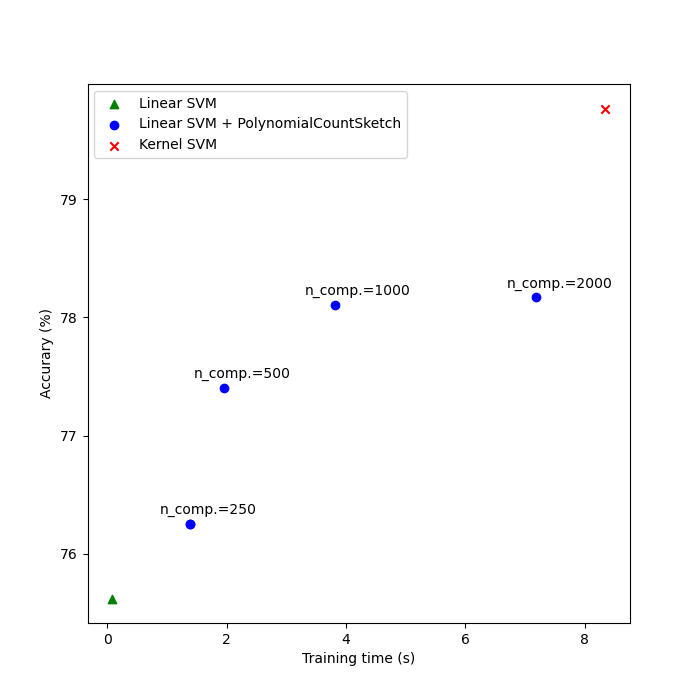 Linear SVM
Linear SVM + PolynomialCountSketch
Kernel SVM
79
n_comp.=2000
n_comp.=1000
78
n_comp.=500
77
n_comp.=250
76
Accurary (%)
0 2 4 6 8
Training time (s)